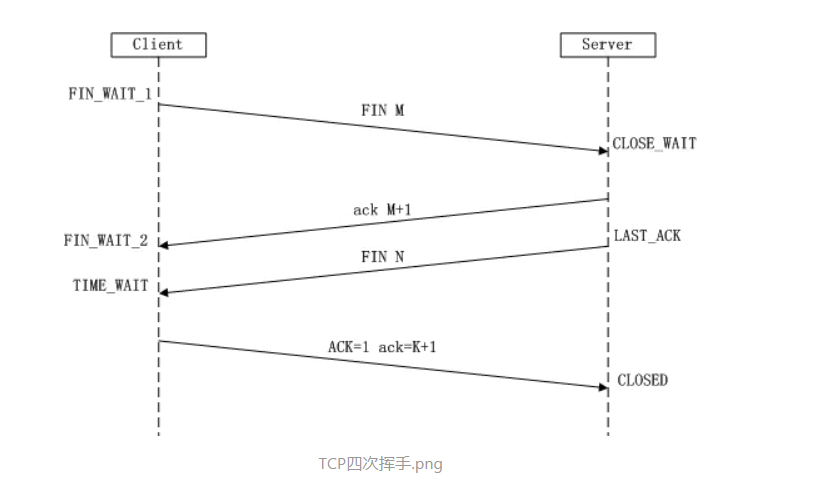 Client
Server
FIN_WAIT_1
FIN M
CLOSE_WAIT
ack M+1
FIN_WAIT_2
LAST_ACK
FIN N
TIME_WAIT
ACK=1 ack=K+1
CLOSED
TCP四次挥手.png